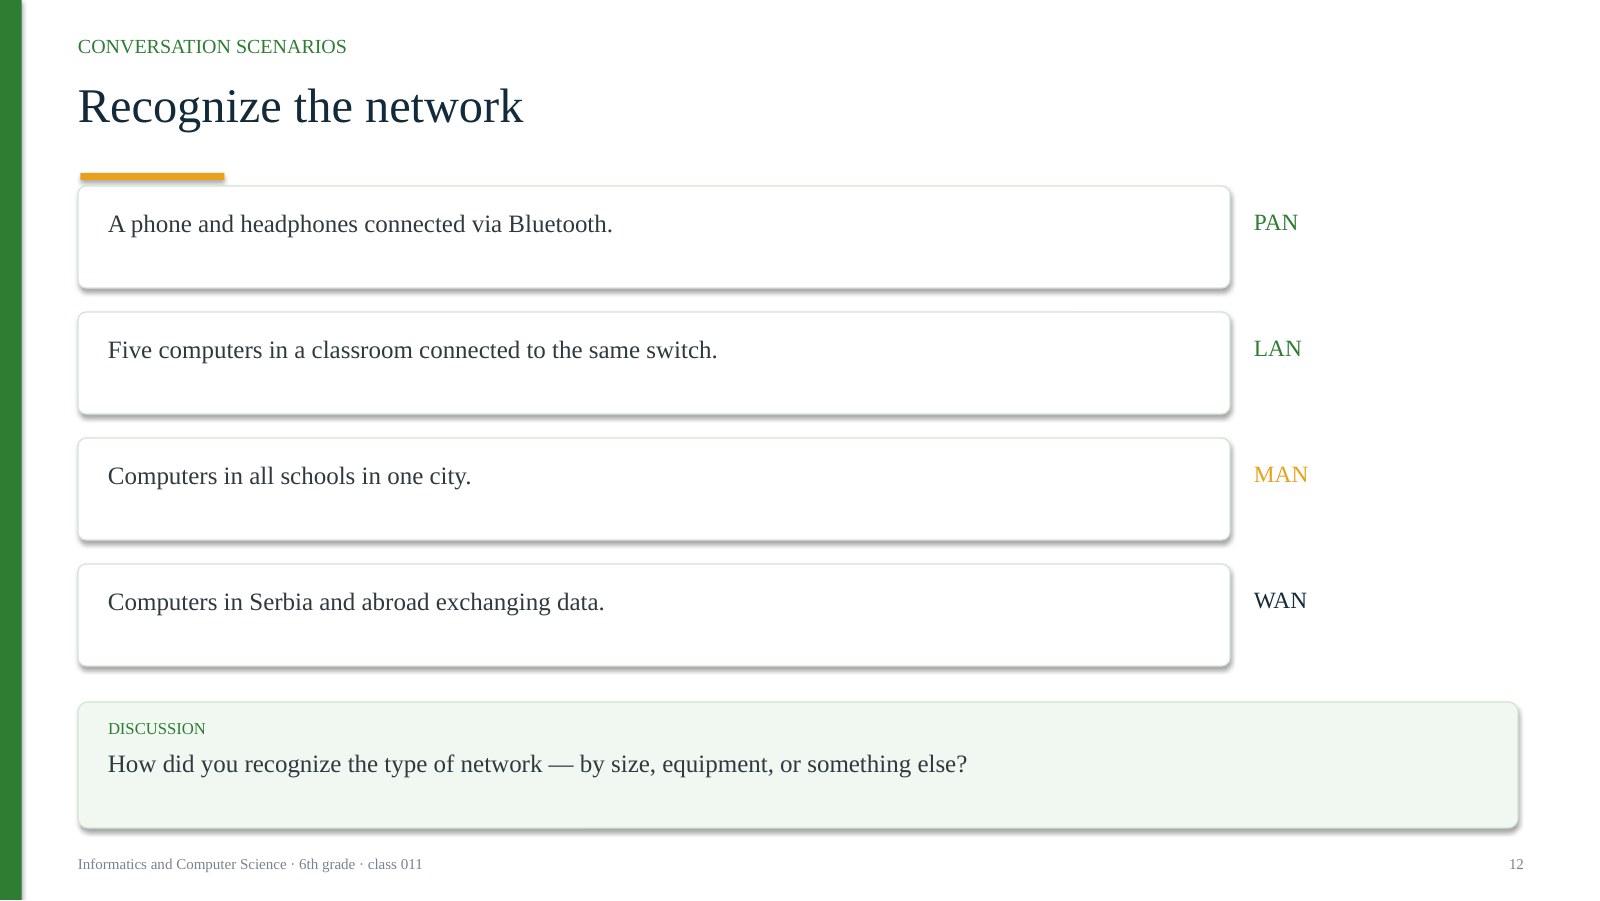 CONVERSATION SCENARIOS
Recognize the network
A phone and headphones connected via Bluetooth.
PAN
Five computers in a classroom connected to the same switch.
LAN
Computers in all schools in one city.
MAN
Computers in Serbia and abroad exchanging data.
WAN
DISCUSSION
How did you recognize the type of network — by size, equipment, or something else?
Informatics and Computer Science · 6th grade · class 011
12